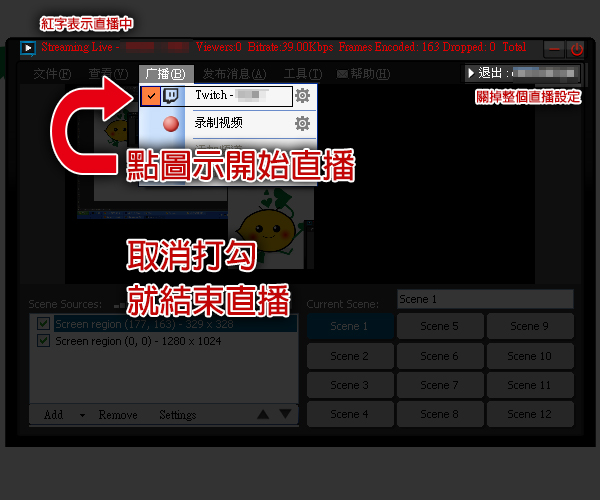 紅字表示直播中
Streaming Live - Viewers:0 Bitrate:39.00Kbps Frames Encoded: 163 Dropped: 0 Total
文件(F) 查看(V) 广播(B) 发布消息(A) 工具(T) 帮助(H) 退出 :
關掉整個直播設定
Twitch -
录制视频
點圖示開始直播
取消打勾
就結束直播
Scene Sources:
Current Scene: Scene 1
Screen region (177, 163) - 329 x 328
Screen region (0, 0) - 1280 x 1024
Scene 1 Scene 5 Scene 9
Scene 2 Scene 6 Scene 10
Scene 3 Scene 7 Scene 11
Scene 4 Scene 8 Scene 12
Add Remove Settings